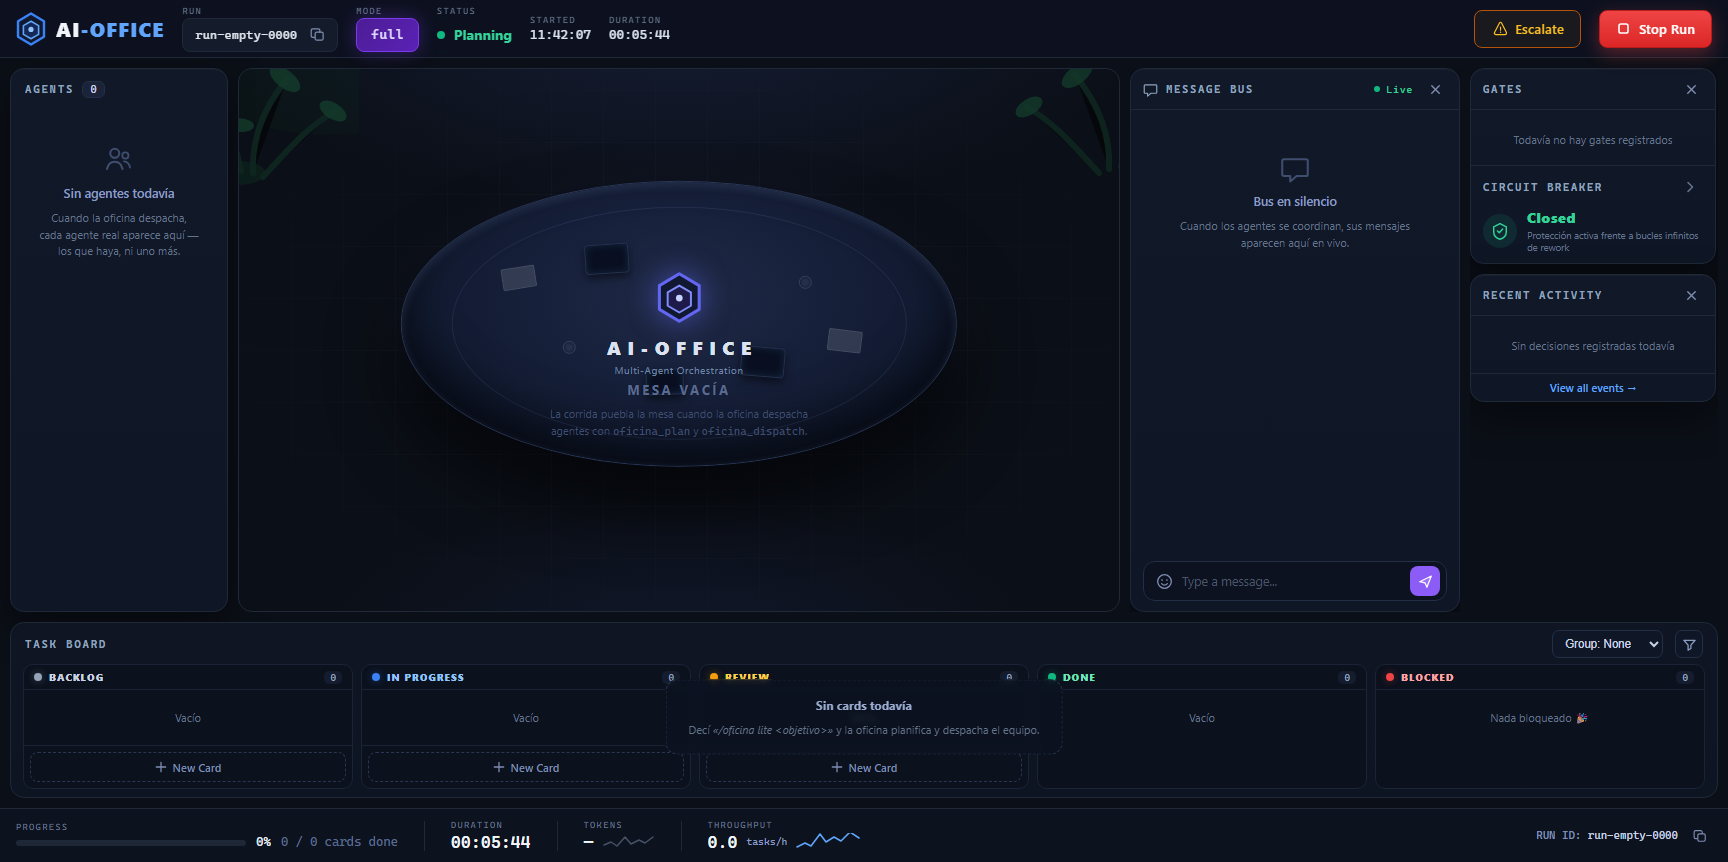 AI-OFFICE
RUN
run-empty-0000
MODE
full
STATUS
Planning
STARTED
11:42:07
DURATION
00:05:44
Escalate
Stop Run
AGENTS 0
Sin agentes todavía
Cuando la oficina despacha,
cada agente real aparece aquí —
los que haya, ni uno más.
AI-OFFICE
Multi-Agent Orchestration
MESA VACÍA
La corrida puebla la mesa cuando la oficina despacha
agentes con oficina_plan y oficina_dispatch.
MESSAGE BUS
Live
Bus en silencio
Cuando los agentes se coordinan, sus mensajes
aparecen aquí en vivo.
Type a message...
GATES
Todavía no hay gates registrados
CIRCUIT BREAKER
Closed
Protección activa frente a bucles infinitos
de rework
RECENT ACTIVITY
Sin decisiones registradas todavía
View all events →
TASK BOARD
Group: None
BACKLOG 0
Vacío
+ New Card
IN PROGRESS 0
Vacío
+ New Card
REVIEW 0
+ New Card
DONE 0
Vacío
BLOCKED 0
Nada bloqueado 🎉
Sin cards todavía
Decí «/oficina lite <objetivo>» y la oficina planifica y despacha el equipo.
PROGRESS
0% 0 / 0 cards done
DURATION
00:05:44
TOKENS
—
THROUGHPUT
0.0 tasks/h
RUN ID: run-empty-0000